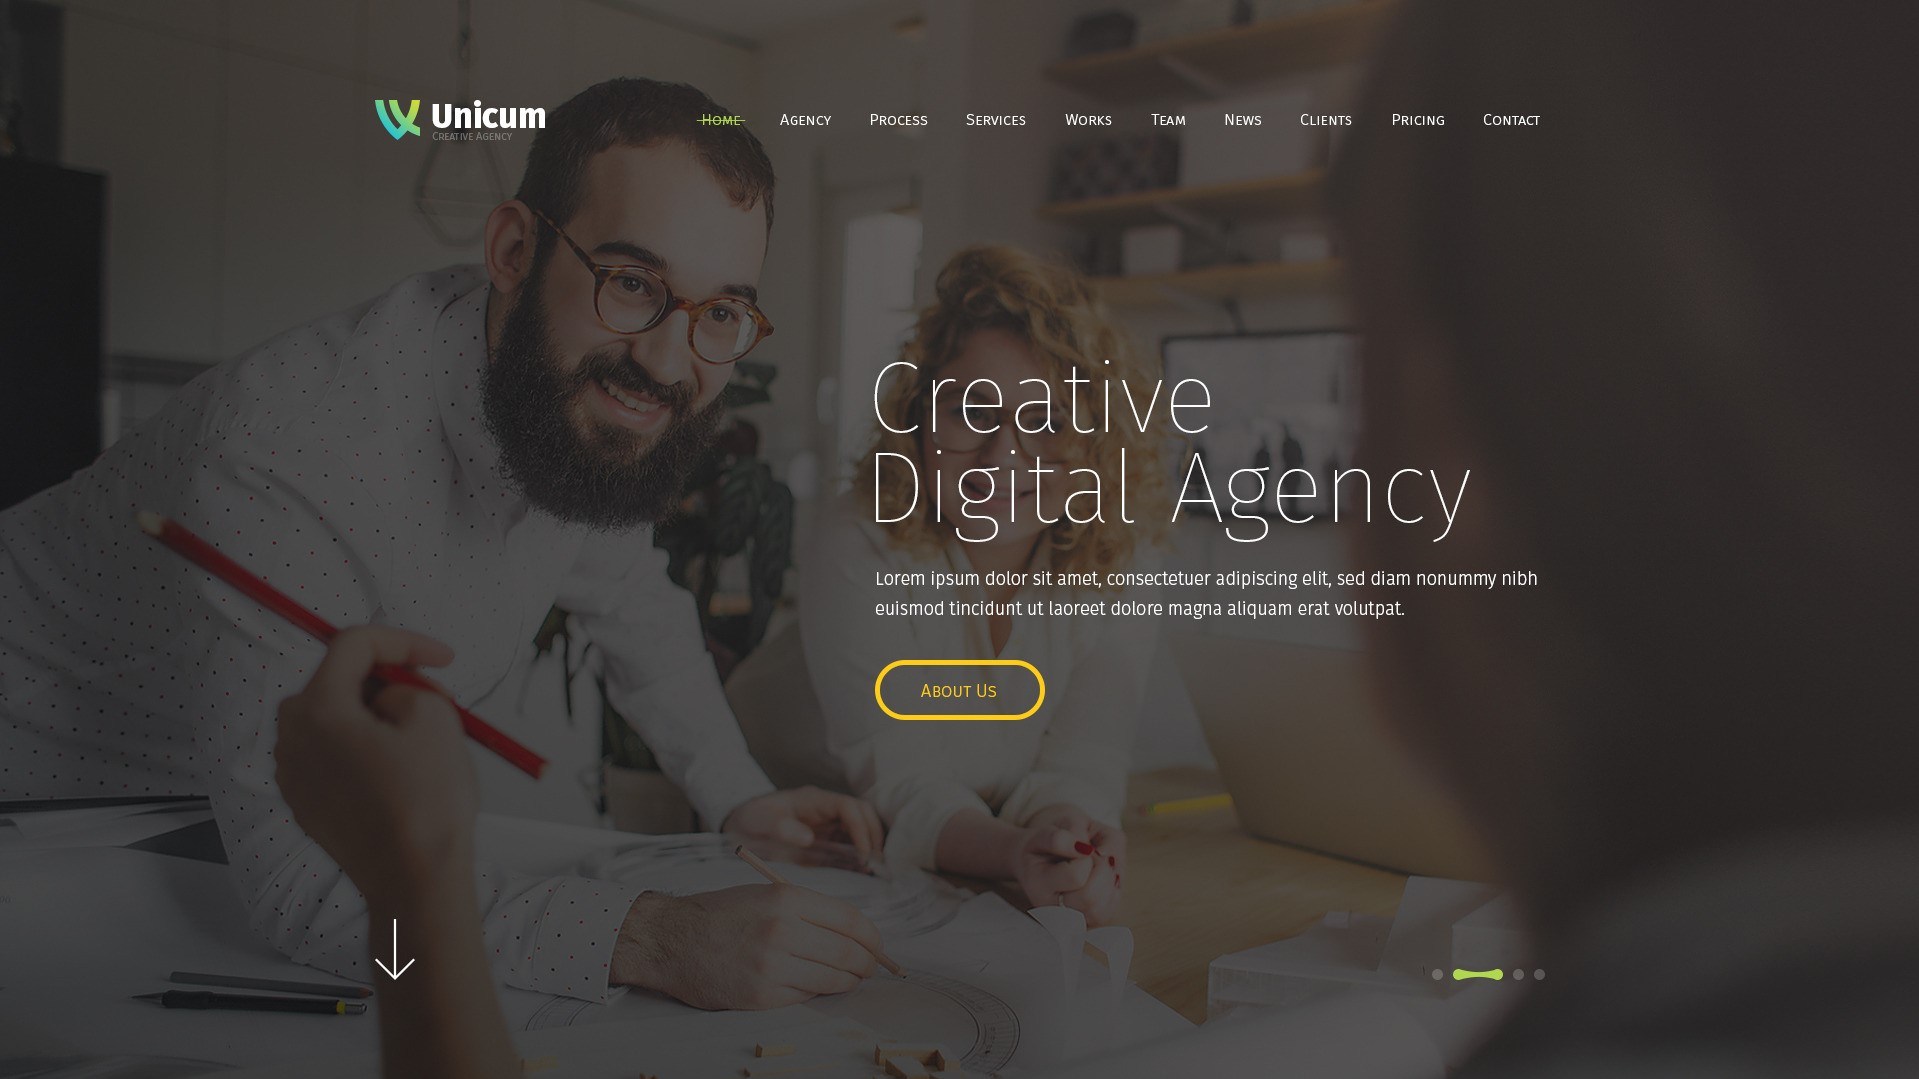 Unicum
Creative Agency
Home Agency Process Services Works Team News Clients Pricing Contact
Creative
Digital Agency
Lorem ipsum dolor sit amet, consectetuer adipiscing elit, sed diam nonummy nibh
euismod tincidunt ut laoreet dolore magna aliquam erat volutpat.
About Us